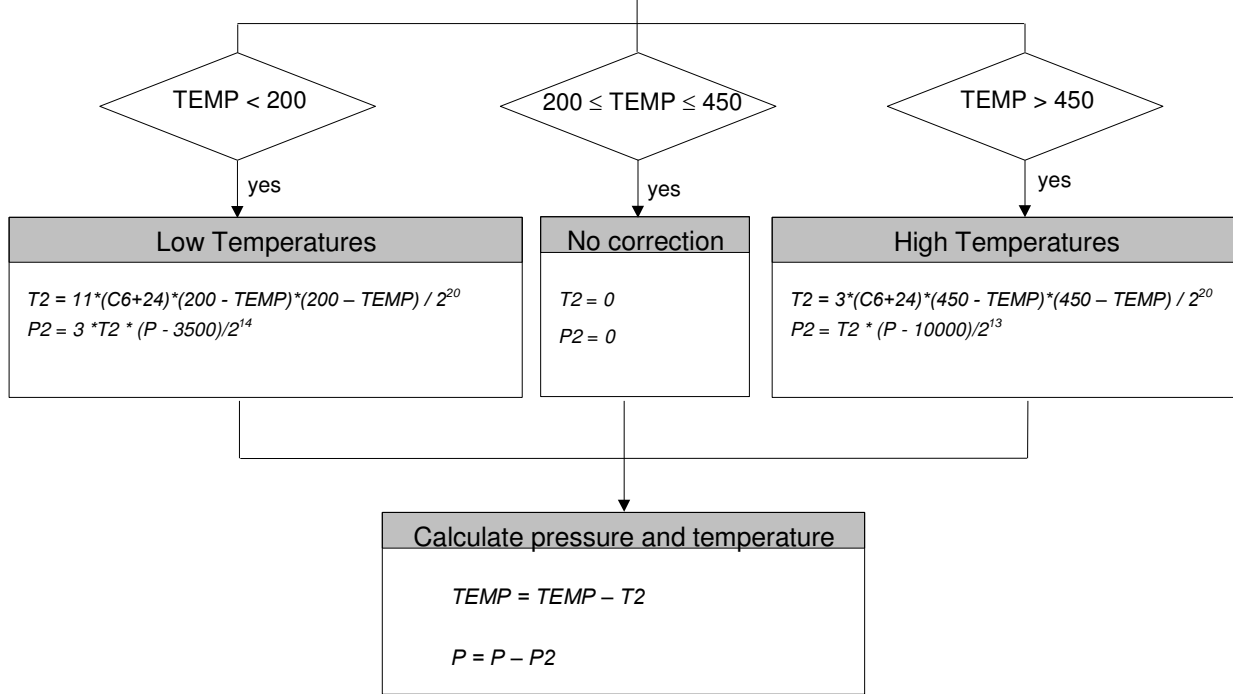 TEMP < 200
200 ≤ TEMP ≤ 450
TEMP > 450
yes
yes
yes
Low Temperatures
T2 = 11*(C6+24)*(200 - TEMP)*(200 – TEMP) / 2^20
P2 = 3 *T2 * (P - 3500)/2^14
No correction
T2 = 0
P2 = 0
High Temperatures
T2 = 3*(C6+24)*(450 - TEMP)*(450 – TEMP) / 2^20
P2 = T2 * (P - 10000)/2^13
Calculate pressure and temperature
TEMP = TEMP – T2
P = P – P2